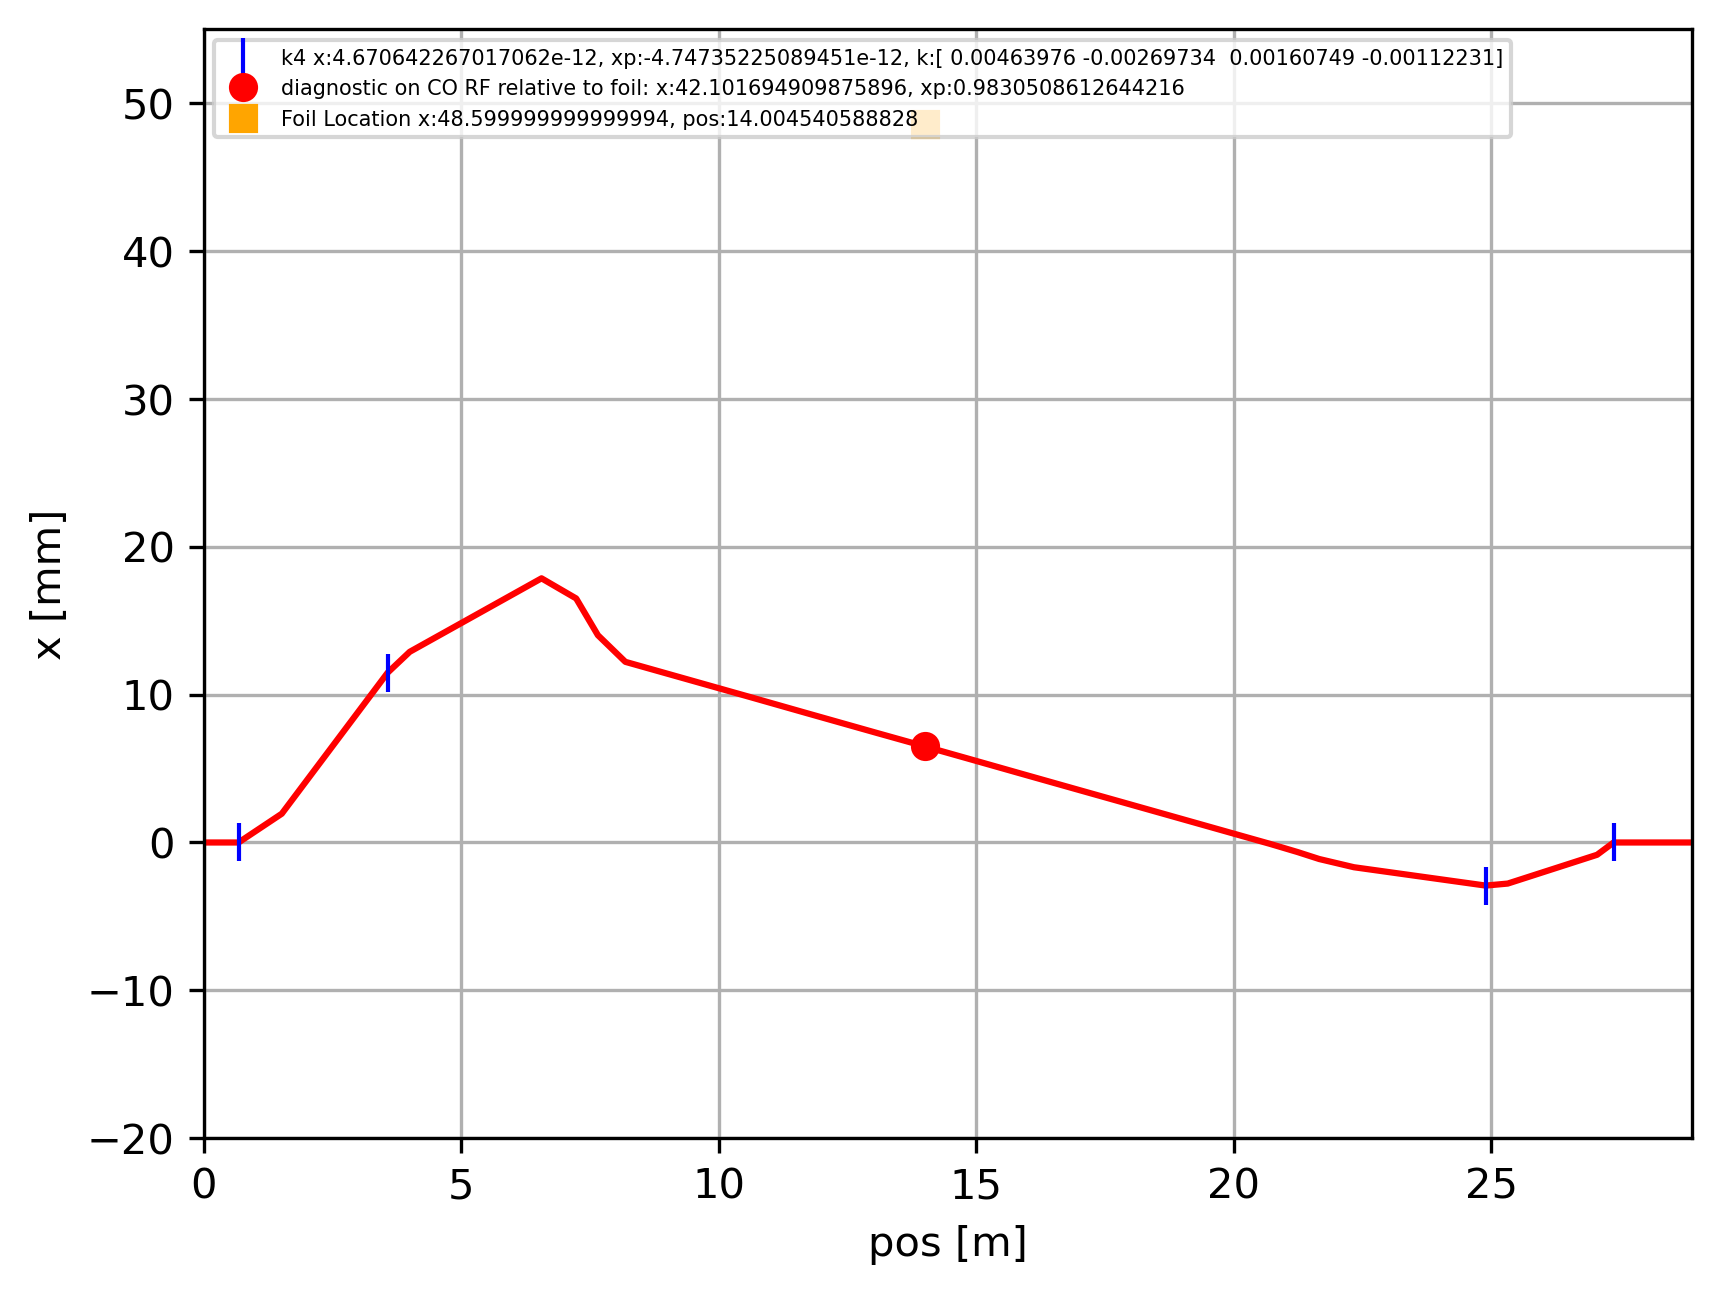 k4 x:4.670642267017062e-12, xp:-4.74735225089451e-12, k:[ 0.00463976 -0.00269734  0.00160749 -0.00112231]
diagnostic on CO RF relative to foil: x:42.101694909875896, xp:0.9830508612644216
Foil Location x:48.599999999999994, pos:14.004540588828
50
40
30
20
10
0
−10
−20
x [mm]
0 5 10 15 20 25
pos [m]